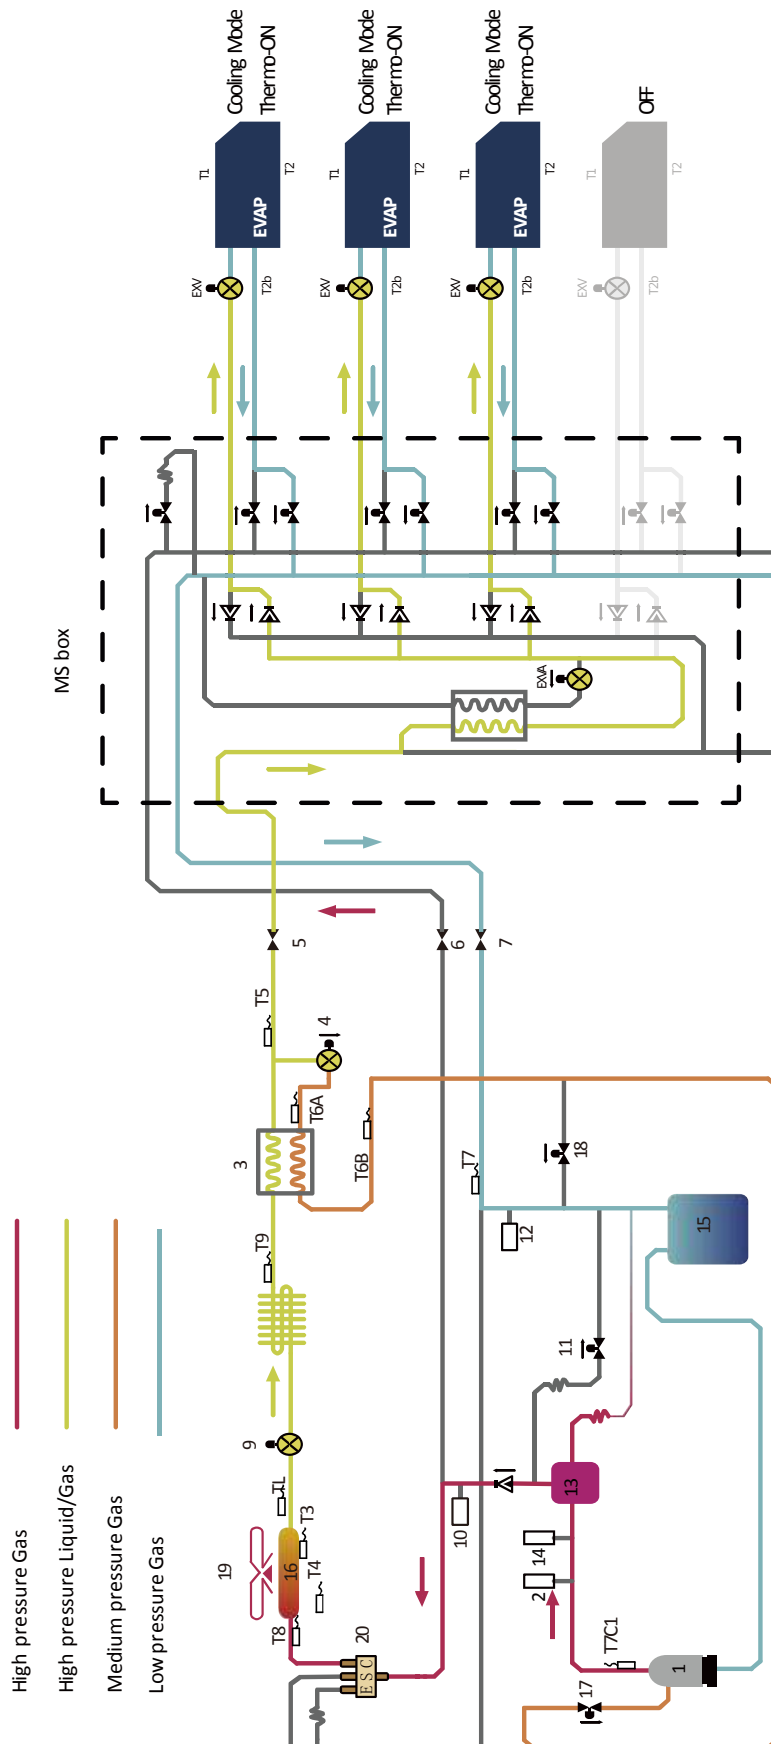 High pressure Gas
High pressure Liquid/Gas
Medium pressure Gas
Low pressure Gas
MS box
Cooling Mode
Thermo-ON
Cooling Mode
Thermo-ON
Cooling Mode
Thermo-ON
OFF
T1
T2
EVAP
T1
T2
EVAP
T1
T2
EVAP
T1
T2
EXV
T2b
EXV
T2b
EXV
T2b
EXV
T2b
EXVA
5
6
7
T5
4
T6A
3
T6B
T7
18
12
15
T9
11
9
TL
T3
19
16
T4
T8
20
E S C
10
13
14
2
T7C1
1
17